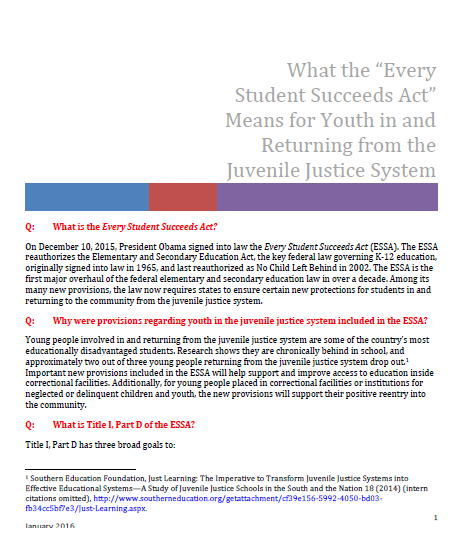 What the “Every
Student Succeeds Act”
Means for Youth in and
Returning from the
Juvenile Justice System
Q: What is the Every Student Succeeds Act?
On December 10, 2015, President Obama signed into law the Every Student Succeeds Act (ESSA). The ESSA
reauthorizes the Elementary and Secondary Education Act, the key federal law governing K-12 education,
originally signed into law in 1965, and last reauthorized as No Child Left Behind in 2002. The ESSA is the
first major overhaul of the federal elementary and secondary education law in over a decade. Among its
many new provisions, the law now requires states to ensure certain new protections for students in and
returning to the community from the juvenile justice system.
Q: Why were provisions regarding youth in the juvenile justice system included in the ESSA?
Young people involved in and returning from the juvenile justice system are some of the country’s most
educationally disadvantaged students. Research shows they are chronically behind in school, and
approximately two out of three young people returning from the juvenile justice system drop out.¹
Important new provisions included in the ESSA will help support and improve access to education inside
correctional facilities. Additionally, for young people placed in correctional facilities or institutions for
neglected or delinquent children and youth, the new provisions will support their positive reentry into
the community.
Q: What is Title I, Part D of the ESSA?
Title I, Part D has three broad goals to:
¹ Southern Education Foundation, Just Learning: The Imperative to Transform Juvenile Justice Systems into
Effective Educational Systems—A Study of Juvenile Justice Schools in the South and the Nation 18 (2014) (intern
citations omitted), http://www.southerneducation.org/getattachment/cf39e156-5992-4050-bd03-
fb34cc5bf7e3/Just-Learning.aspx.
1
January 2016